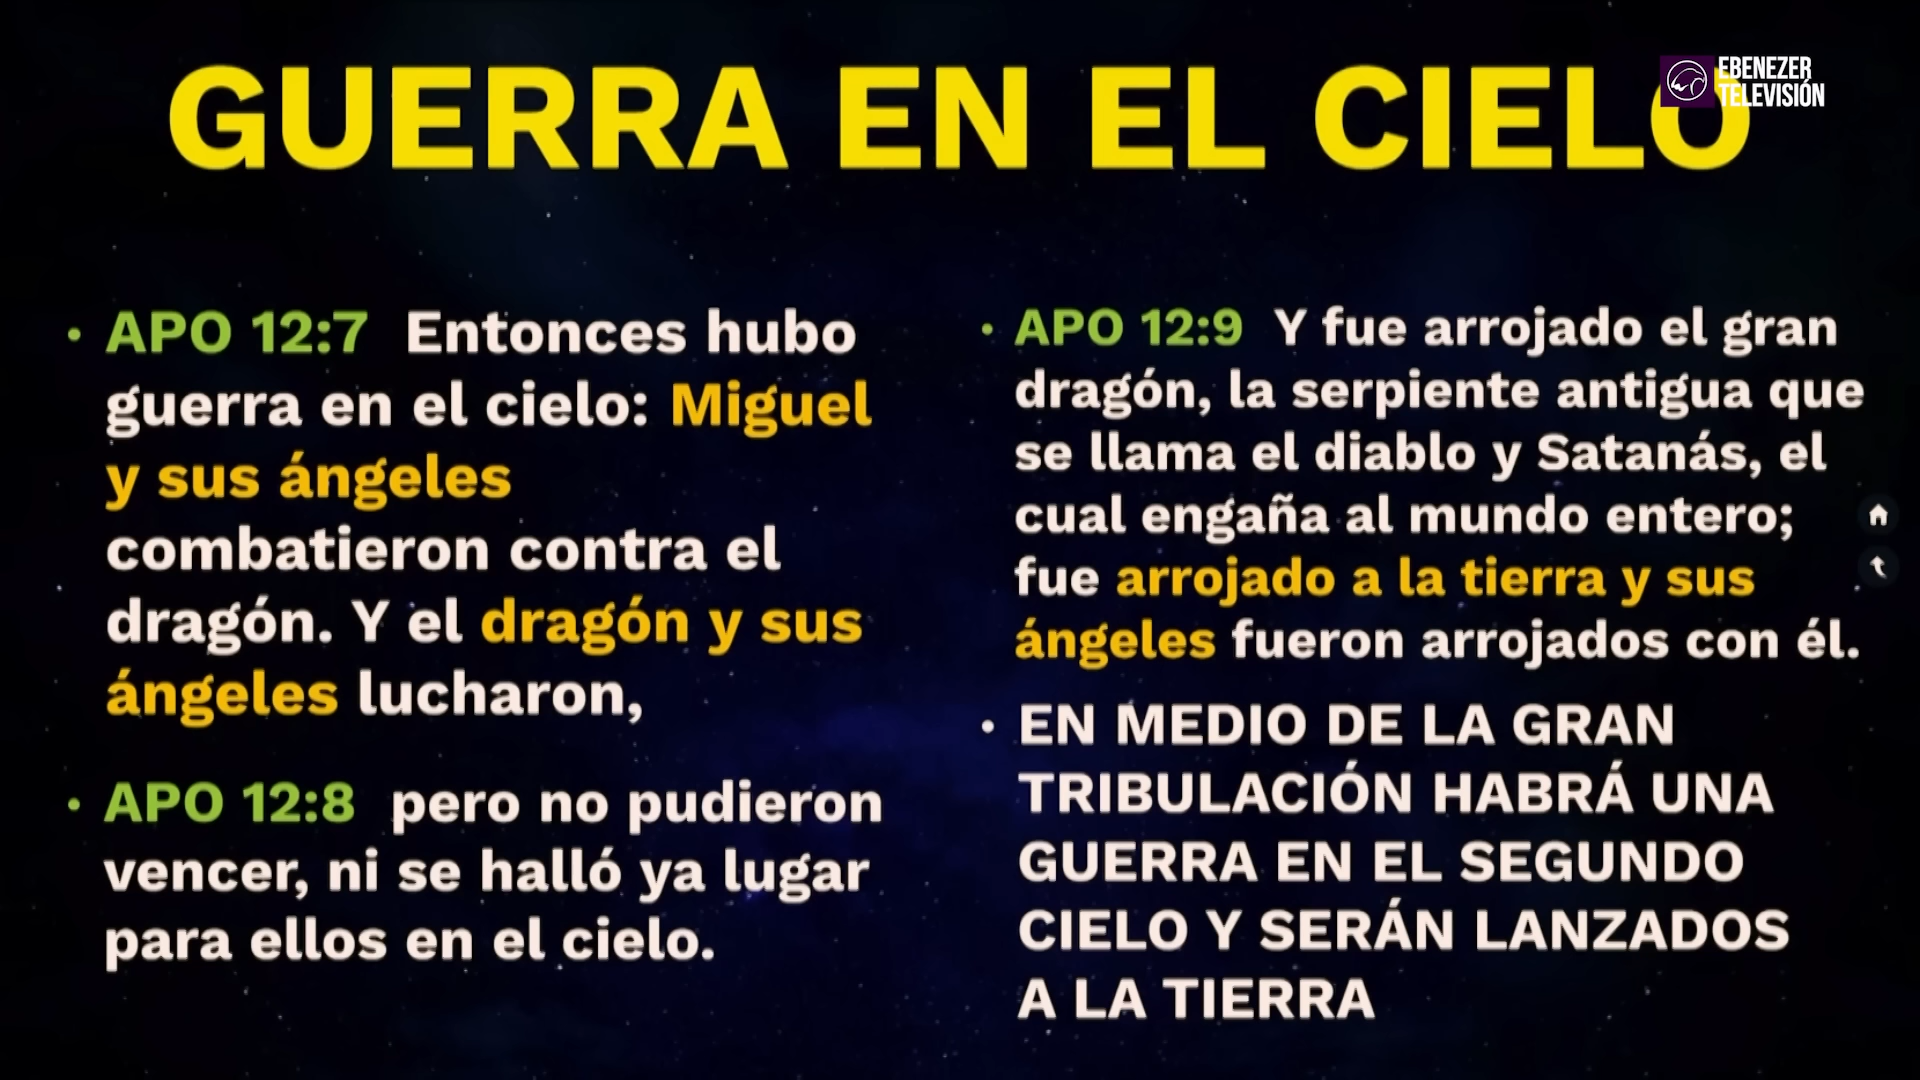 GUERRA EN EL CIELO
EBENEZER
TELEVISIÓN
• APO 12:7 Entonces hubo
guerra en el cielo: Miguel
y sus ángeles
combatieron contra el
dragón. Y el dragón y sus
ángeles lucharon,
• APO 12:8 pero no pudieron
vencer, ni se halló ya lugar
para ellos en el cielo.
• APO 12:9 Y fue arrojado el gran
dragón, la serpiente antigua que
se llama el diablo y Satanás, el
cual engaña al mundo entero;
fue arrojado a la tierra y sus
ángeles fueron arrojados con él.
• EN MEDIO DE LA GRAN
TRIBULACIÓN HABRÁ UNA
GUERRA EN EL SEGUNDO
CIELO Y SERÁN LANZADOS
A LA TIERRA